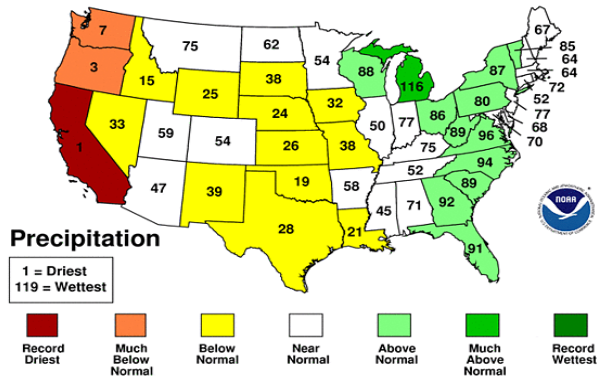 67
7
75
62
54
85
64
64
72
3
15
38
88
116
87
25
32
80
52
24
77
33
59
54
50
77
86
89
96
68
1
26
38
75
70
52
94
47
39
19
58
89
28
45
71
92
21
91
NOAA
Precipitation
1 = Driest
119 = Wettest
Record
Driest
Much
Below
Normal
Below
Normal
Near
Normal
Above
Normal
Much
Above
Normal
Record
Wettest